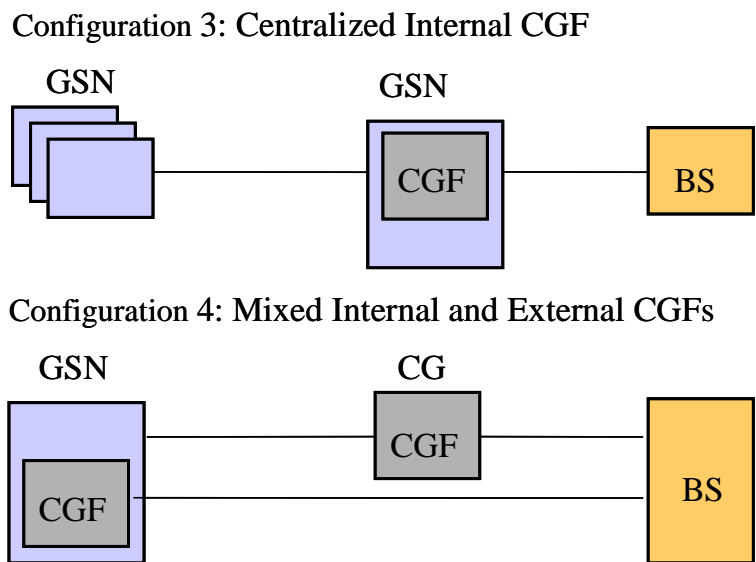 Configuration 3: Centralized Internal CGF
GSN
GSN
CGF
BS
Configuration 4: Mixed Internal and External CGFs
GSN
CG
CGF
CGF
BS